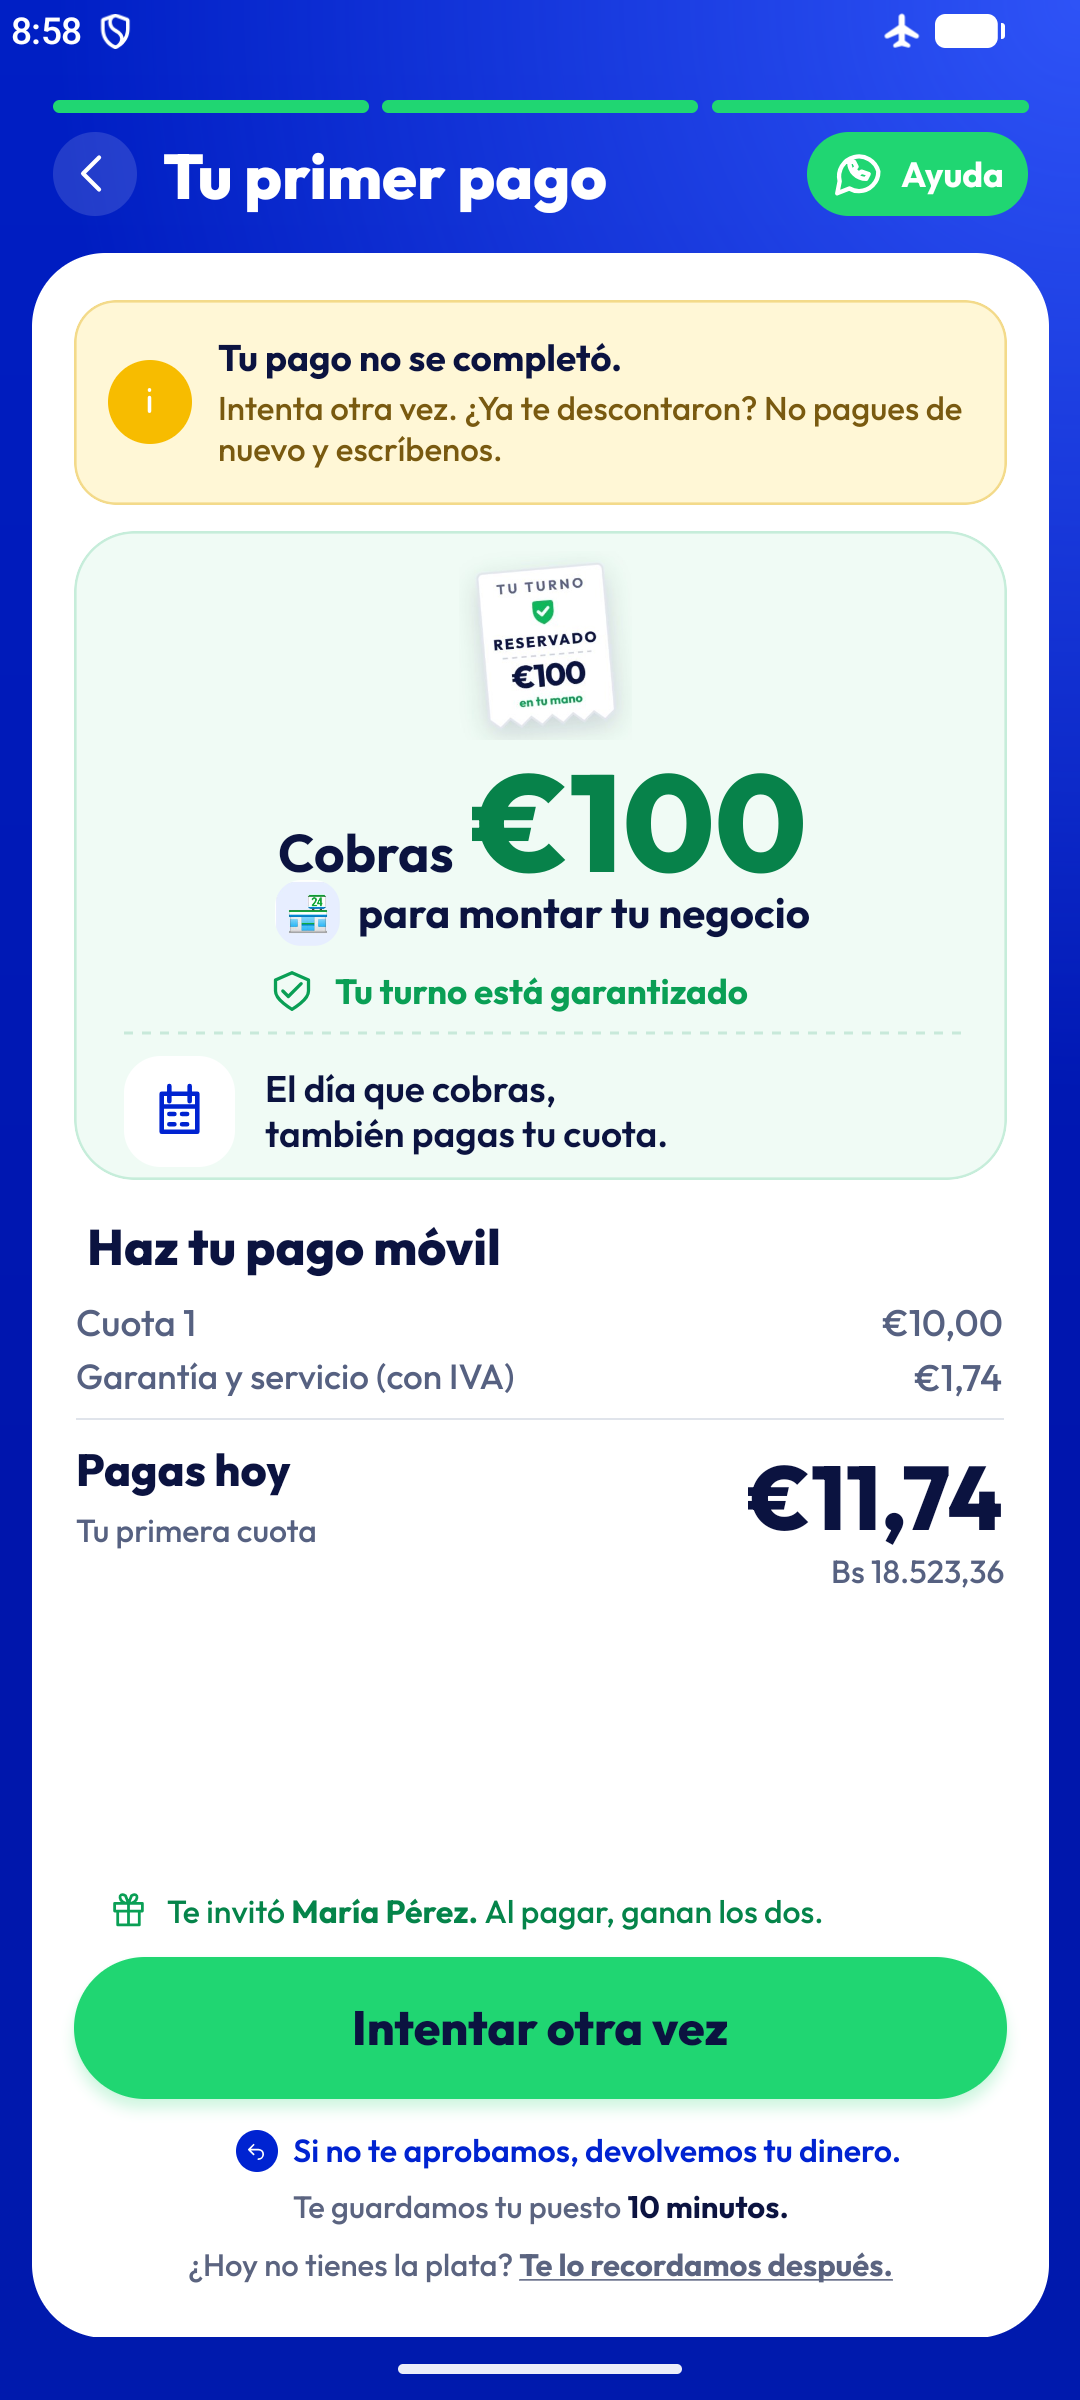 8:58
Tu primer pago
Ayuda
Tu pago no se completó.
Intenta otra vez. ¿Ya te descontaron? No pagues de
nuevo y escríbenos.
TU TURNO
RESERVADO
€100
en tu mano
Cobras €100
24
para montar tu negocio
Tu turno está garantizado
El día que cobras,
también pagas tu cuota.
Haz tu pago móvil
Cuota 1 €10,00
Garantía y servicio (con IVA) €1,74
Pagas hoy €11,74
Tu primera cuota
Bs 18.523,36
Te invitó María Pérez. Al pagar, ganan los dos.
Intentar otra vez
Si no te aprobamos, devolvemos tu dinero.
Te guardamos tu puesto 10 minutos.
¿Hoy no tienes la plata? Te lo recordamos después.